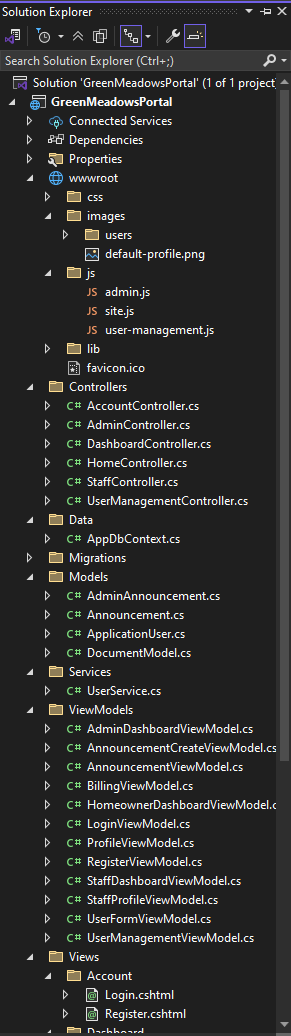 Solution Explorer
Search Solution Explorer (Ctrl+;)
Solution 'GreenMeadowsPortal' (1 of 1 project)
GreenMeadowsPortal
Connected Services
Dependencies
Properties
wwwroot
css
images
users
default-profile.png
js
JS admin.js
JS site.js
JS user-management.js
lib
favicon.ico
Controllers
C# AccountController.cs
C# AdminController.cs
C# DashboardController.cs
C# HomeController.cs
C# StaffController.cs
C# UserManagementController.cs
Data
C# AppDbContext.cs
Migrations
Models
C# AdminAnnouncement.cs
C# Announcement.cs
C# ApplicationUser.cs
C# DocumentModel.cs
Services
C# UserService.cs
ViewModels
C# AdminDashboardViewModel.cs
C# AnnouncementCreateViewModel.cs
C# AnnouncementViewModel.cs
C# BillingViewModel.cs
C# HomeownerDashboardViewModel.c
C# LoginViewModel.cs
C# ProfileViewModel.cs
C# RegisterViewModel.cs
C# StaffDashboardViewModel.cs
C# StaffProfileViewModel.cs
C# UserFormViewModel.cs
C# UserManagementViewModel.cs
Views
Account
Login.cshtml
Register.cshtml
Dashboard